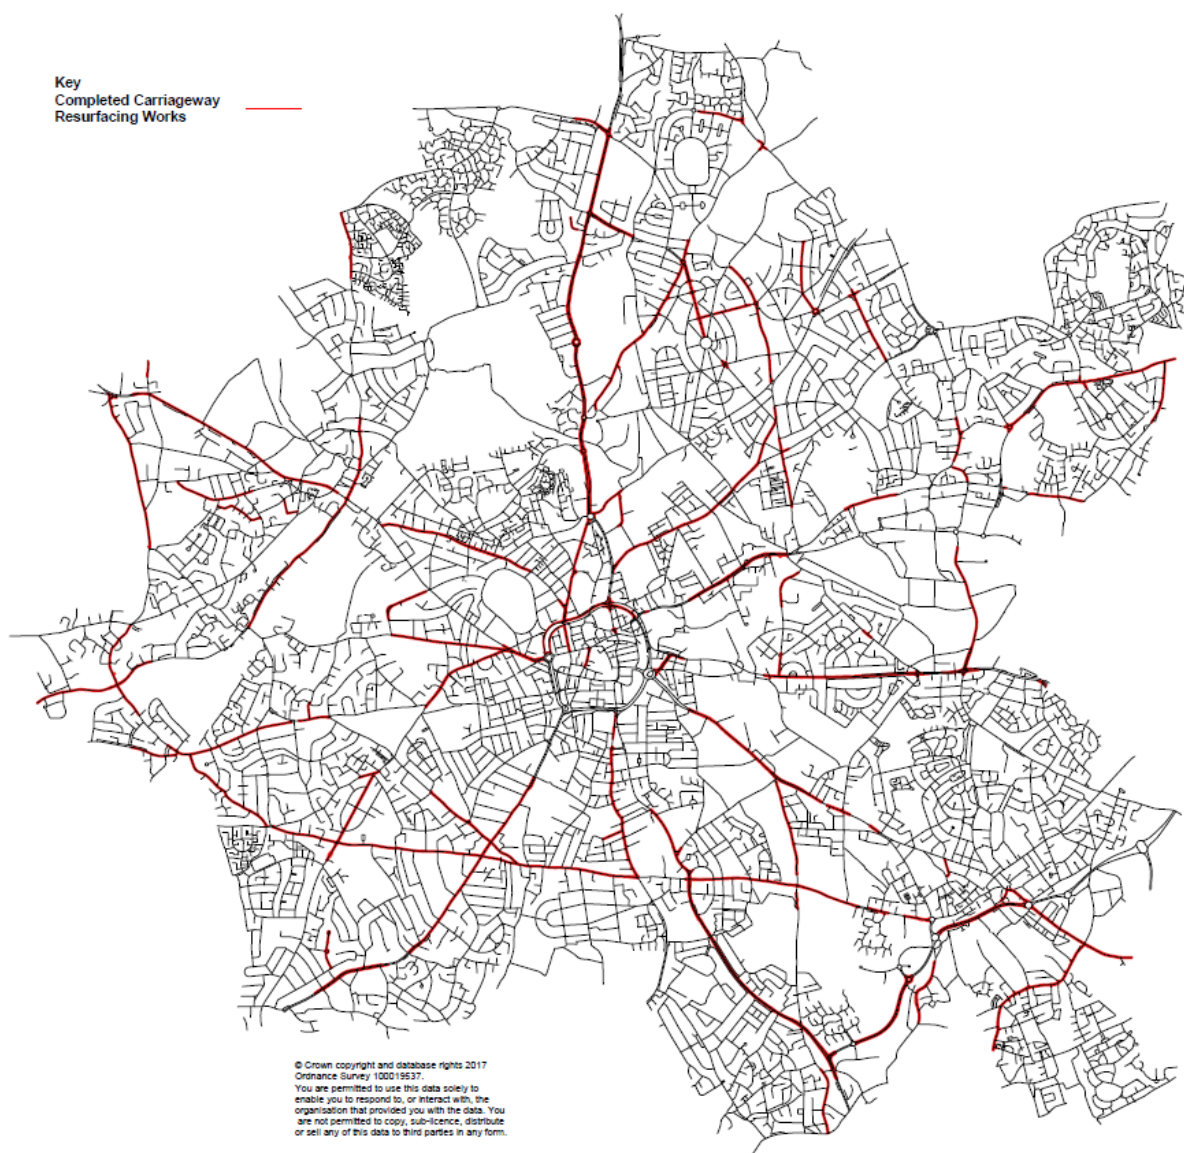 Key
Completed Carriageway
Resurfacing Works
© Crown copyright and database rights 2017
Ordnance Survey 100019537.
You are permitted to use this data solely to
enable you to respond to, or interact with, the
organisation that provided you with the data. You
are not permitted to copy, sub-licence, distribute
or sell any of this data to third parties in any form.